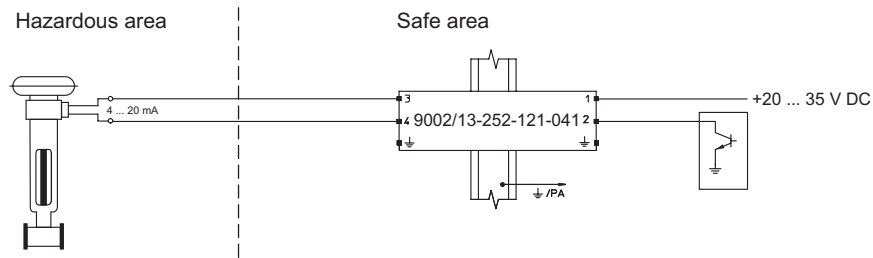 Hazardous area
Safe area
3
1
+20 ... 35 V DC
4 ... 20 mA
4
9002/13-252-121-041
2
/PA